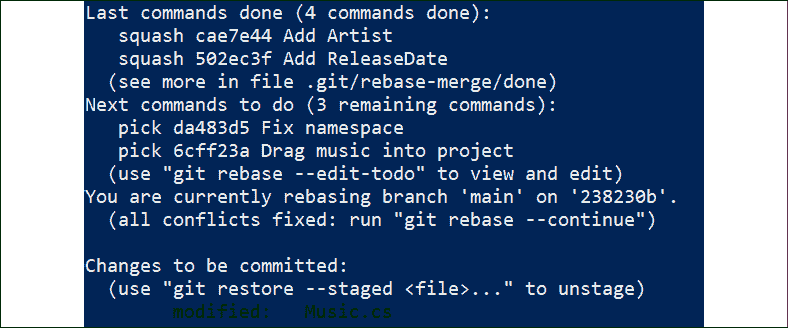 Last commands done (4 commands done):
squash cae7e44 Add Artist
squash 502ec3f Add ReleaseDate
(see more in file .git/rebase-merge/done)
Next commands to do (3 remaining commands):
pick da483d5 Fix namespace
pick 6cff23a Drag music into project
(use "git rebase --edit-todo" to view and edit)
You are currently rebasing branch 'main' on '238230b'.
(all conflicts fixed: run "git rebase --continue")
Changes to be committed:
(use "git restore --staged <file>..." to unstage)
modified: Music.cs